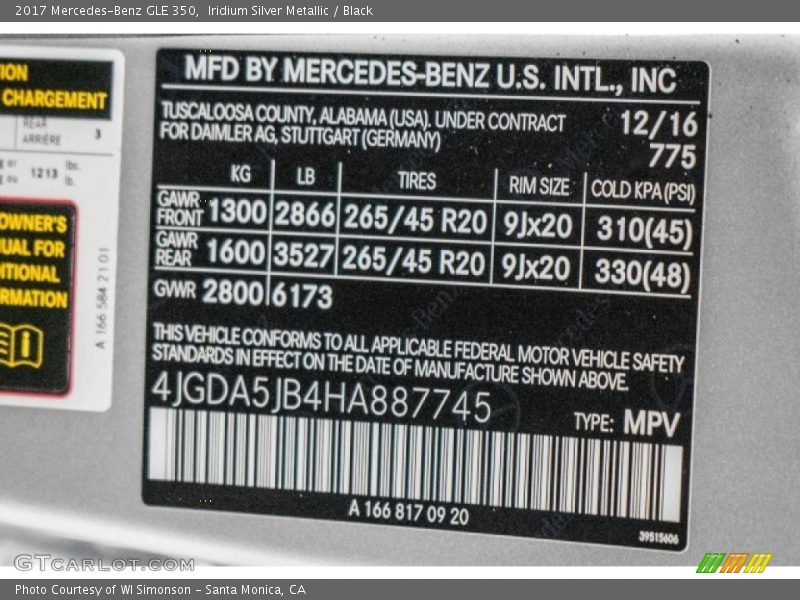 2017 Mercedes-Benz GLE 350, Iridium Silver Metallic / Black
ION
CHARGEMENT
REAR
ARRIÈRE 3
1213 lbs.
lb.
OWNER'S
UAL FOR
NTIONAL
RMATION
A 166 584 21 01
MFD BY MERCEDES-BENZ U.S. INTL., INC
TUSCALOOSA COUNTY, ALABAMA (USA). UNDER CONTRACT
FOR DAIMLER AG, STUTTGART (GERMANY)
12/16
775
KG LB TIRES RIM SIZE COLD KPA (PSI)
GAWR FRONT 1300 2866 265/45 R20 9Jx20 310(45)
GAWR REAR 1600 3527 265/45 R20 9Jx20 330(48)
GWR 2800 6173
THIS VEHICLE CONFORMS TO ALL APPLICABLE FEDERAL MOTOR VEHICLE SAFETY
STANDARDS IN EFFECT ON THE DATE OF MANUFACTURE SHOWN ABOVE.
4JGDA5JB4HA887745
TYPE: MPV
A 166 817 09 20
39515606
GTCARLOT.COM
Photo Courtesy of WI Simonson - Santa Monica, CA